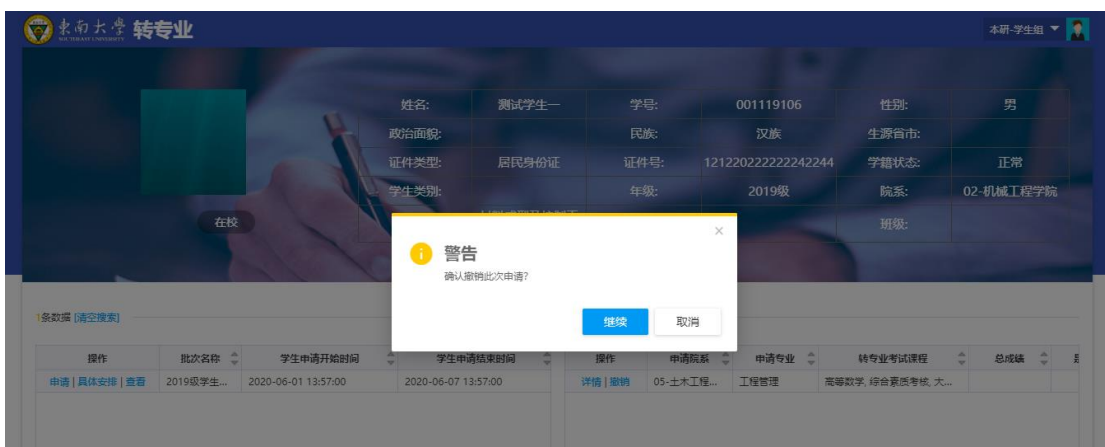 東南大學 转专业 本研-学生组
SOUTHEAST UNIVERSITY
姓名: 测试学生一 学号: 001119106 性别: 男
政治面貌: 民族: 汉族 生源省市:
证件类型: 居民身份证 证件号: 121220222222242244 学籍状态: 正常
学生类别: 年级: 2019级 院系: 02-机械工程学院
在校 班级:
警告
确认撤销此次申请?
继续 取消
1条数据 [清空搜索]
操作 批次名称 学生申请开始时间 学生申请结束时间 操作 申请院系 申请专业 转专业考试课程 总成绩
申请 | 具体安排 | 查看 2019级学生... 2020-06-01 13:57:00 2020-06-07 13:57:00 详情 | 撤销 05-土木工程... 工程管理 高等数学, 综合素质考核, 大...